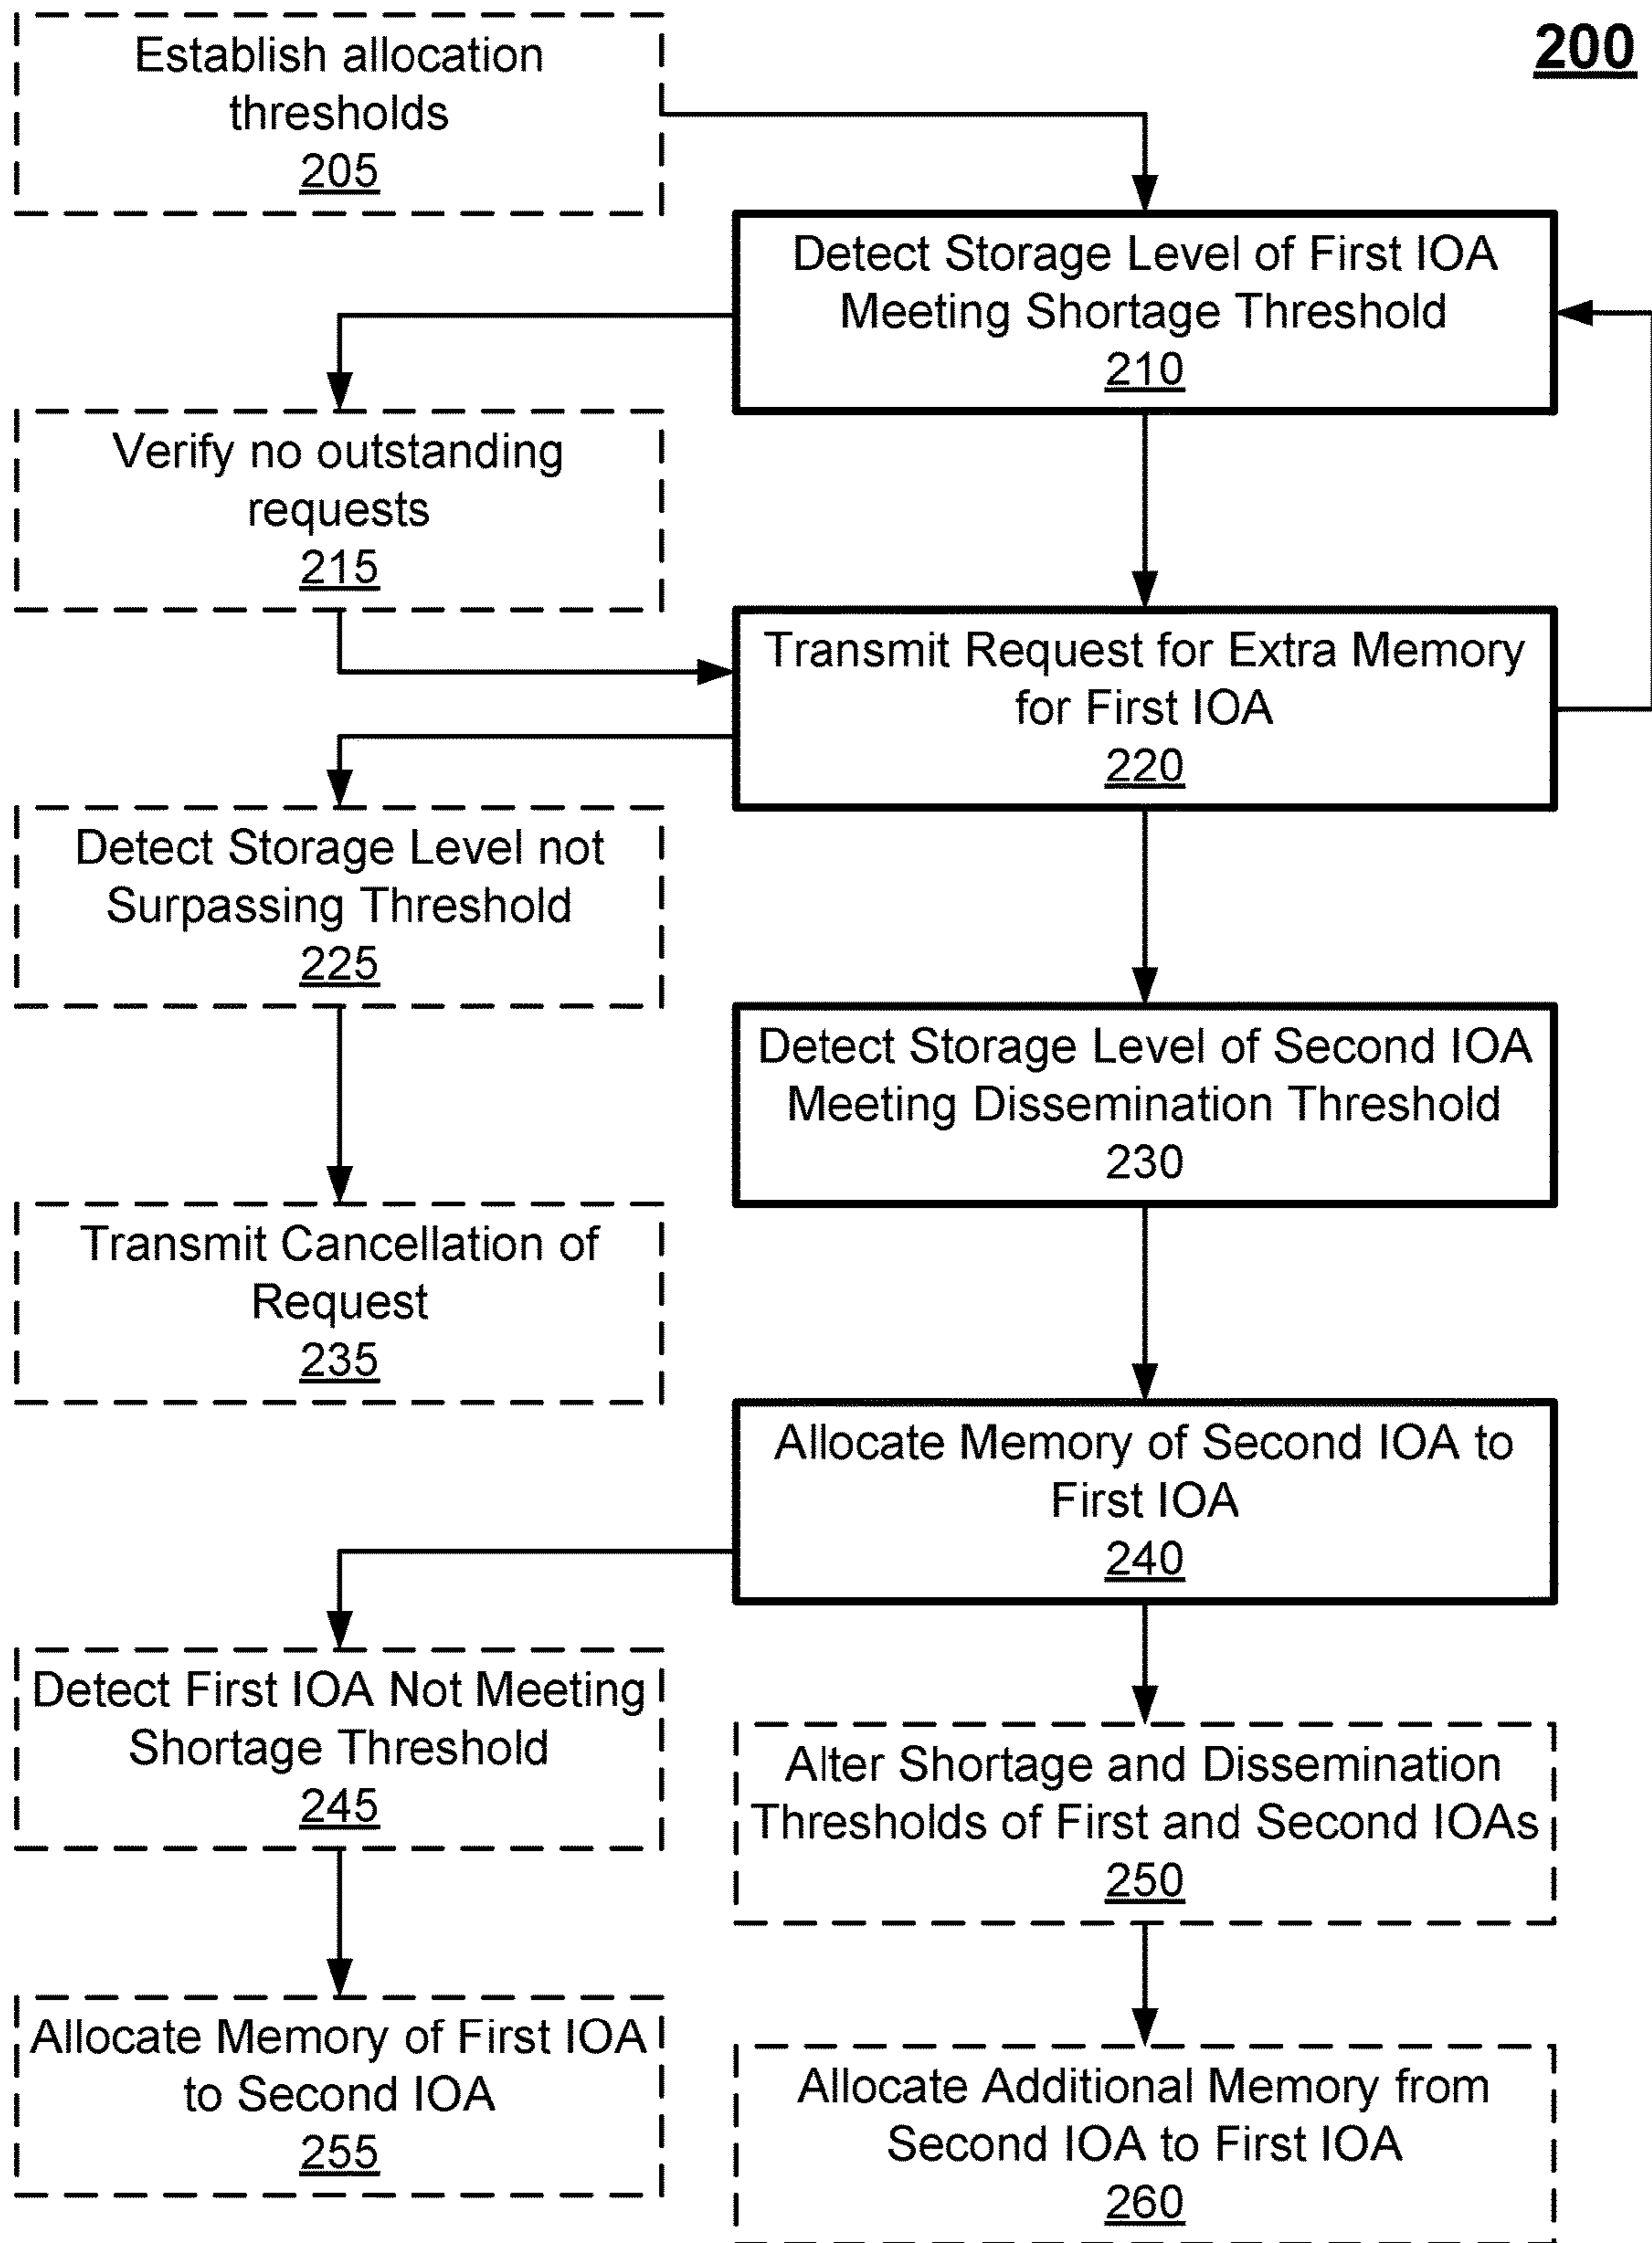 200
Establish allocation
thresholds
205
Detect Storage Level of First IOA
Meeting Shortage Threshold
210
Verify no outstanding
requests
215
Transmit Request for Extra Memory
for First IOA
220
Detect Storage Level not
Surpassing Threshold
225
Detect Storage Level of Second IOA
Meeting Dissemination Threshold
230
Transmit Cancellation of
Request
235
Allocate Memory of Second IOA to
First IOA
240
Detect First IOA Not Meeting
Shortage Threshold
245
Alter Shortage and Dissemination
Thresholds of First and Second IOAs
250
Allocate Memory of First IOA
to Second IOA
255
Allocate Additional Memory from
Second IOA to First IOA
260